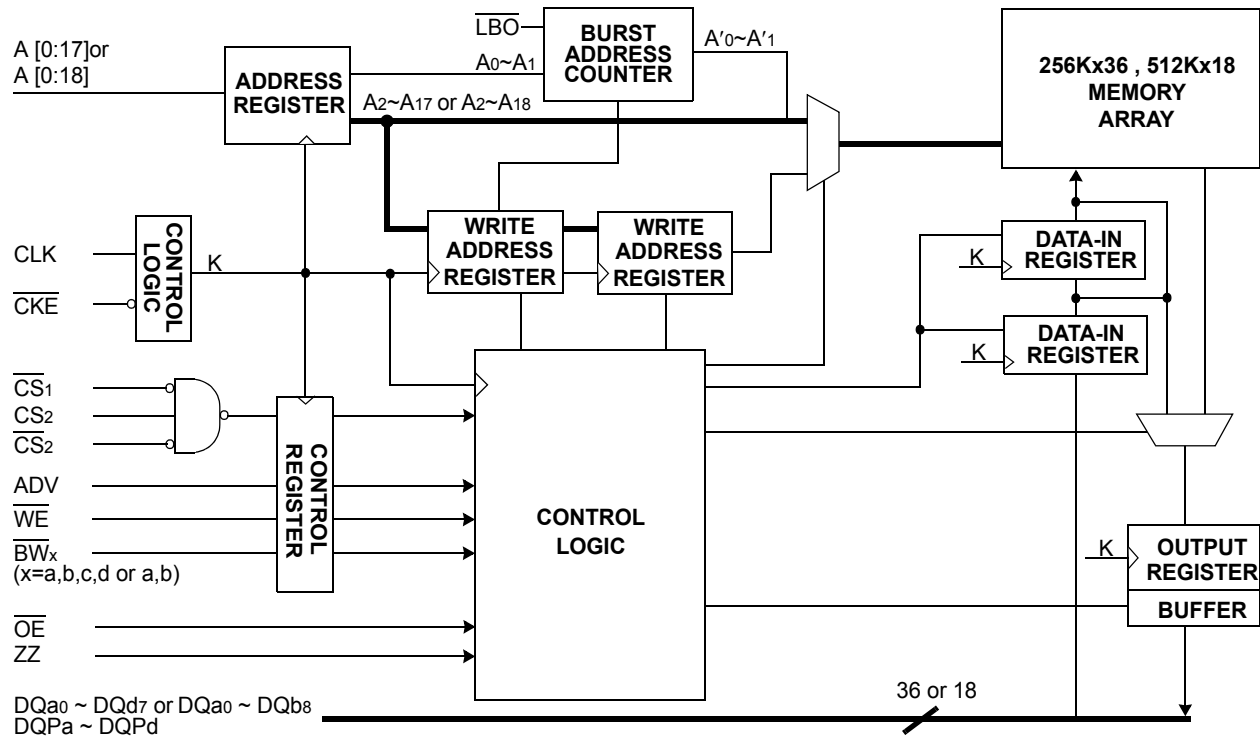 A [0:17]or
A [0:18]
ADDRESS
REGISTER
A0~A1
A2~A17 or A2~A18
LBO
BURST
ADDRESS
COUNTER
A′0~A′1
256Kx36 , 512Kx18
MEMORY
ARRAY
CLK
CKE
CONTROL
LOGIC
K
WRITE
ADDRESS
REGISTER
WRITE
ADDRESS
REGISTER
K
DATA-IN
REGISTER
K
DATA-IN
REGISTER
CS1
CS2
CS2
ADV
WE
BWx
(x=a,b,c,d or a,b)
CONTROL
REGISTER
CONTROL
LOGIC
K
OUTPUT
REGISTER
BUFFER
OE
ZZ
DQa0 ~ DQd7 or DQa0 ~ DQb8
DQPa ~ DQPd
36 or 18